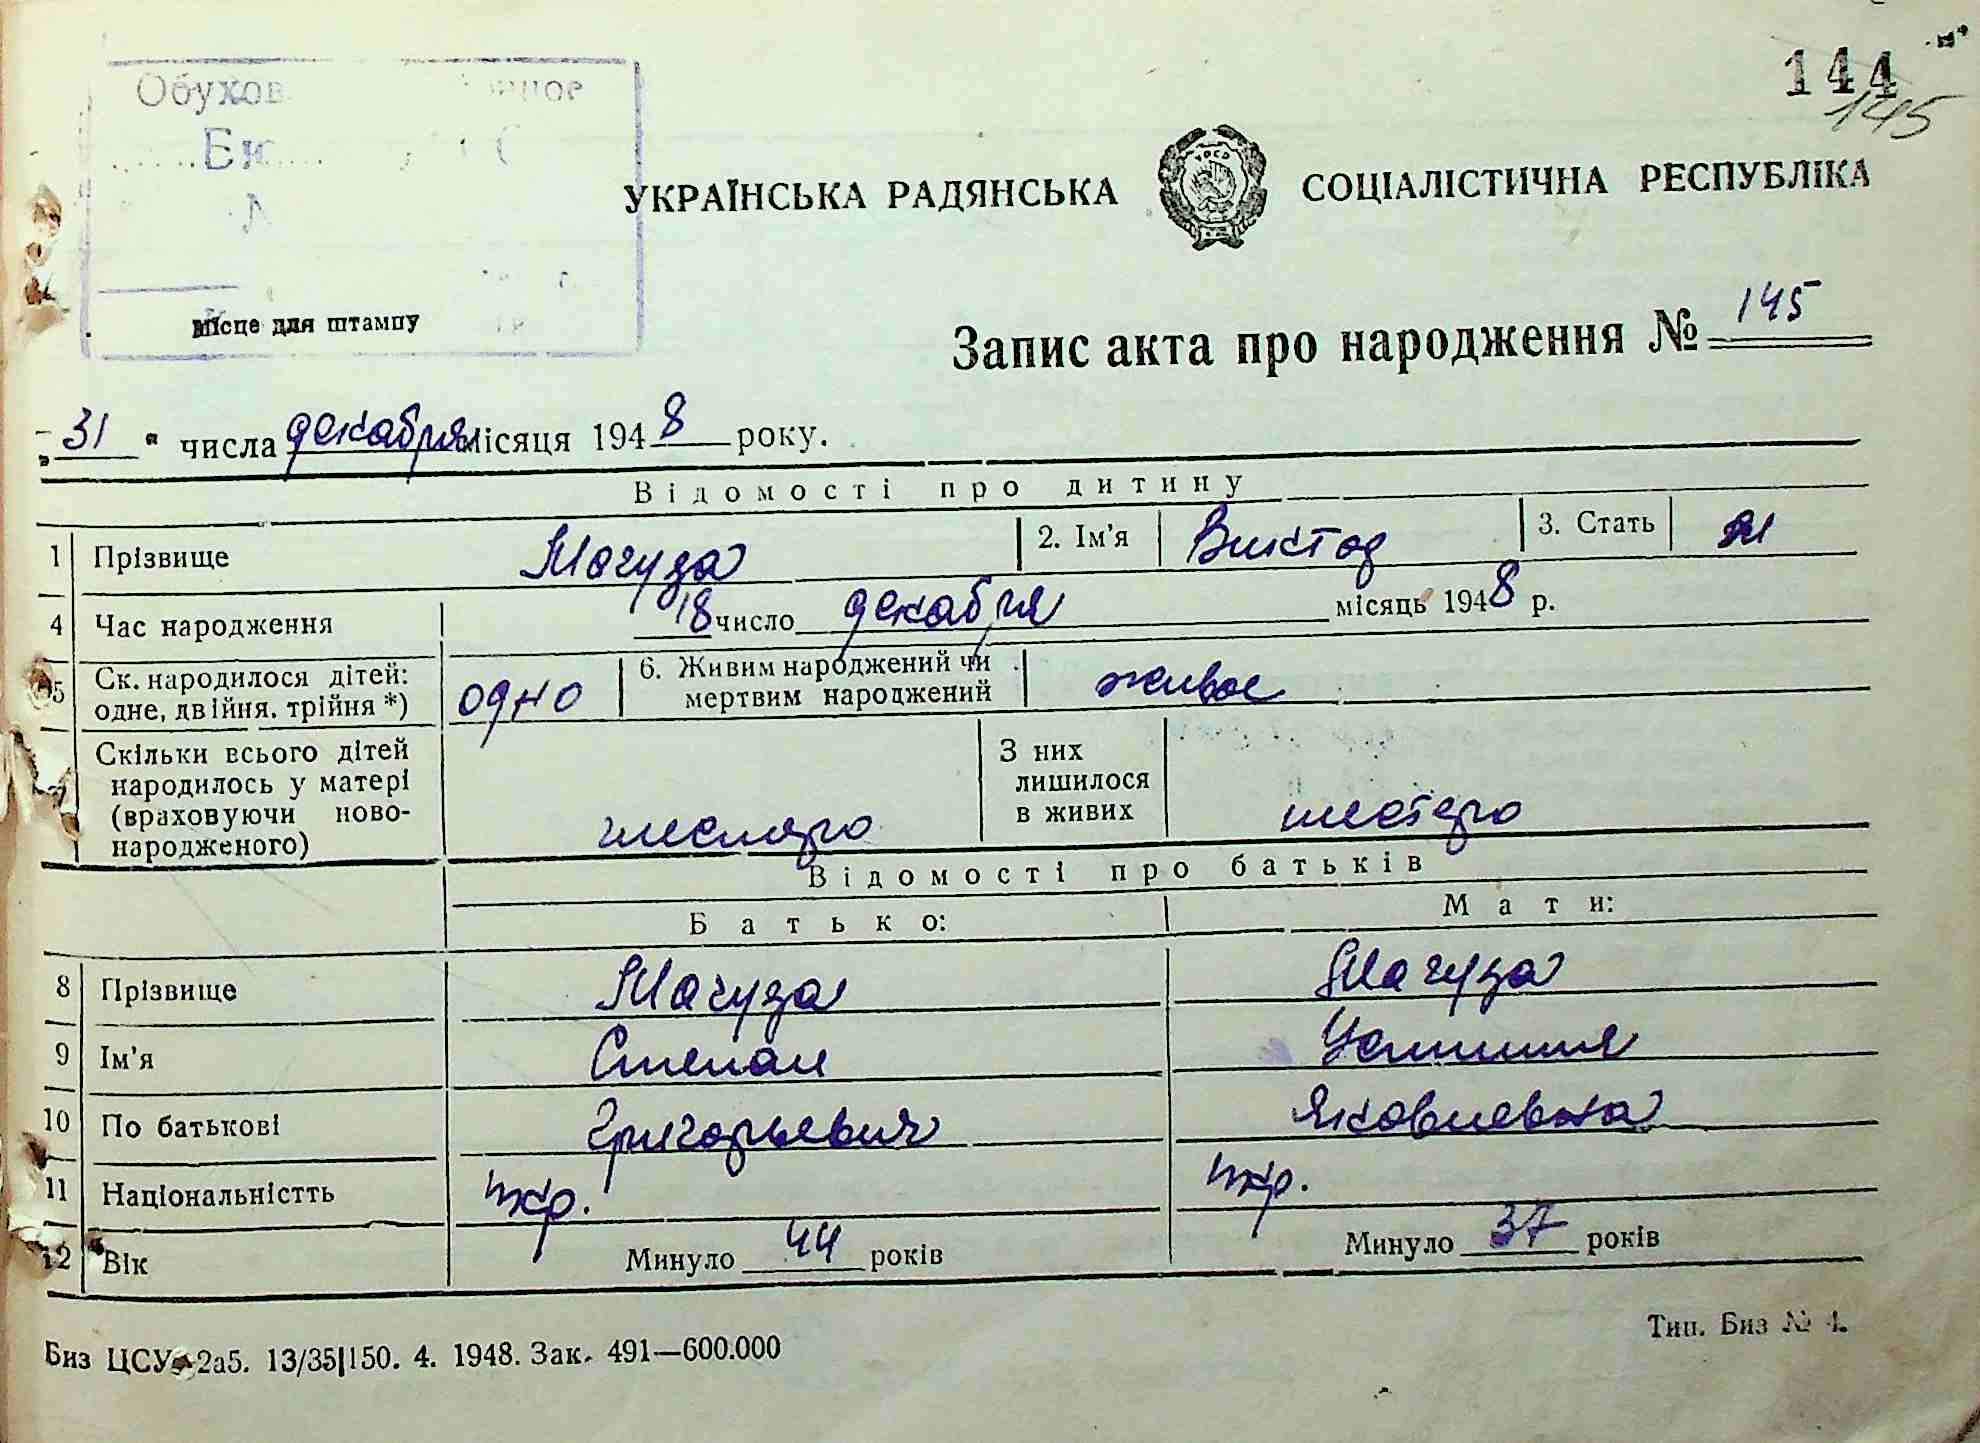 144
145
Обухов
УКРАЇНСЬКА РАДЯНСЬКА СОЦІАЛІСТИЧНА РЕСПУБЛІКА
Місце для штампу
Запис акта про народження № 145
„31“ числа декабря місяця 1948 року.
Відомості про дитину
1 Прізвище Магуза 2. Ім'я Виктор 3. Стать м
4 Час народження 18 число декабря місяць 1948 р.
5 Ск. народилося дітей: одно 6. Живим народжений чи живое
одне, двійня, трійня *) мертвим народжений
Скільки всього дітей З них
народилось у матері лишилося
(враховуючи ново- шестеро в живих шестеро
народженого)
Відомості про батьків
Батько: Мати:
8 Прізвище Магуза Магуза
9 Ім'я Степан Устиния
10 По батькові Григорьевич Яковлевна
11 Національністть укр. укр.
12 Вік Минуло 44 років Минуло 37 років
Биз ЦСУ 2а5. 13/35|150. 4. 1948. Зак. 491—600.000
Тип. Биз № 4.